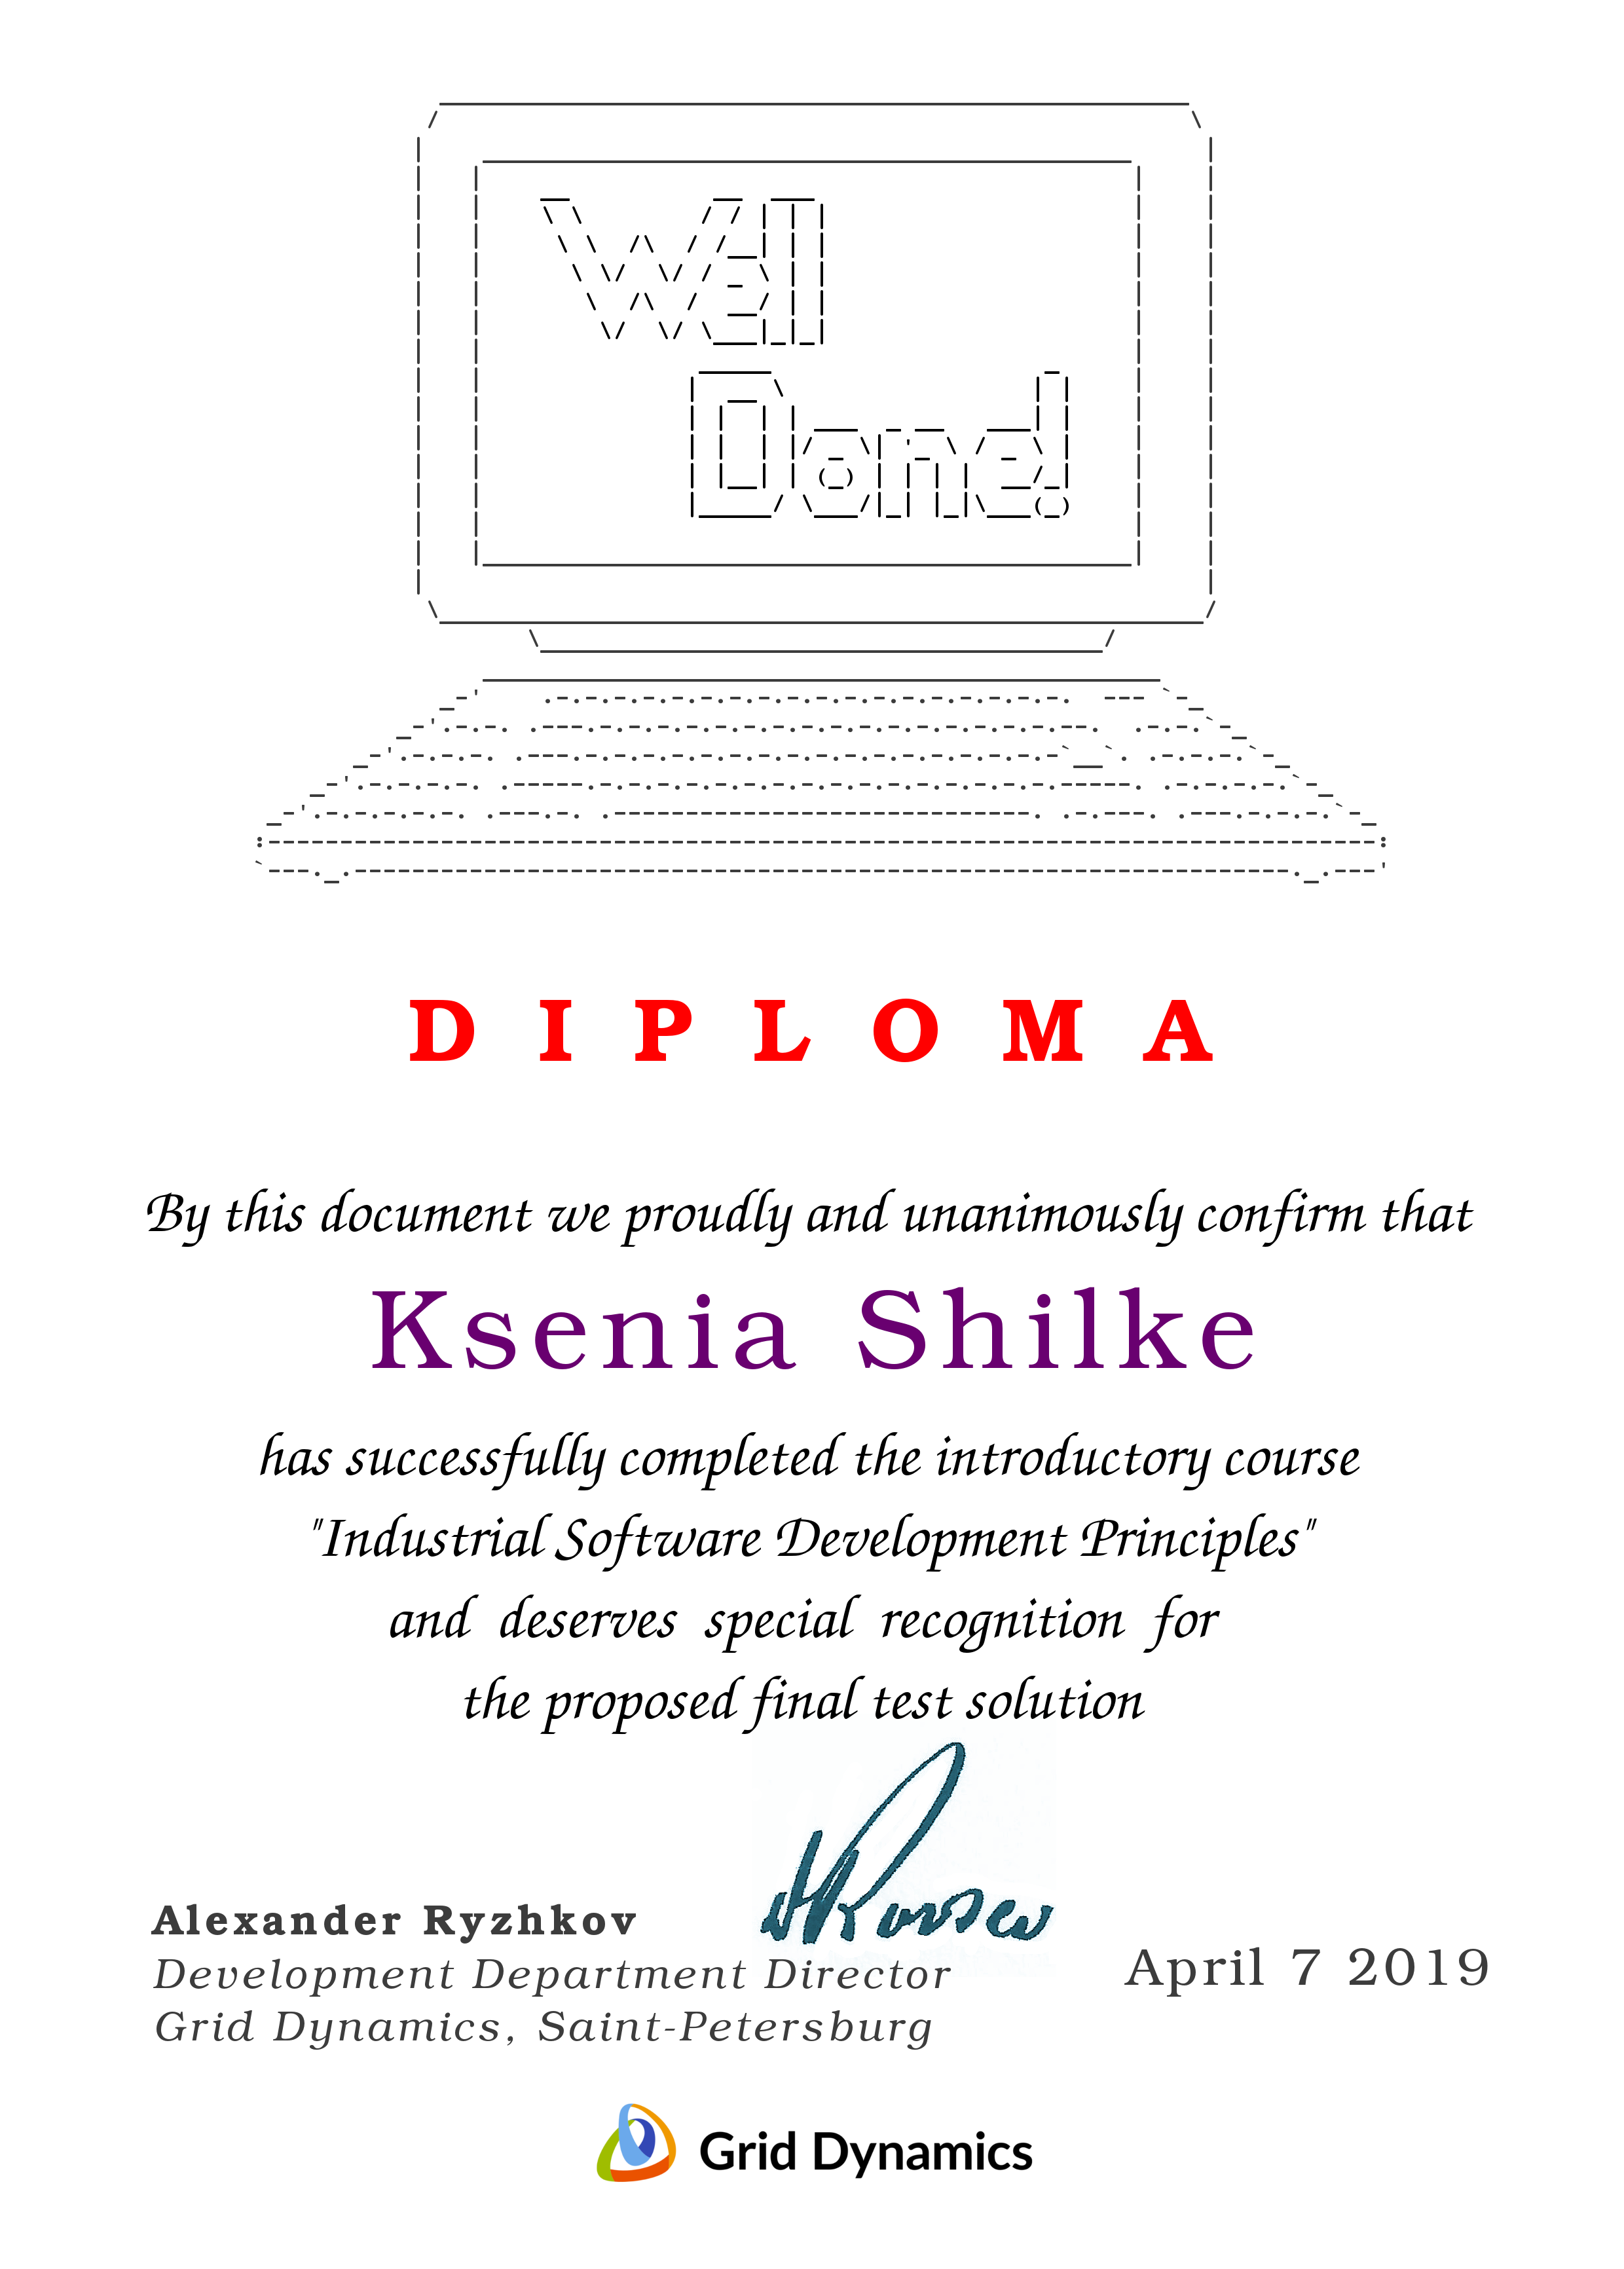 Well
Done!
DIPLOMA
By this document we proudly and unanimously confirm that
Ksenia Shilke
has successfully completed the introductory course
"Industrial Software Development Principles"
and deserves special recognition for
the proposed final test solution
Alexander Ryzhkov
Development Department Director
Grid Dynamics, Saint-Petersburg
April 7 2019
Grid Dynamics